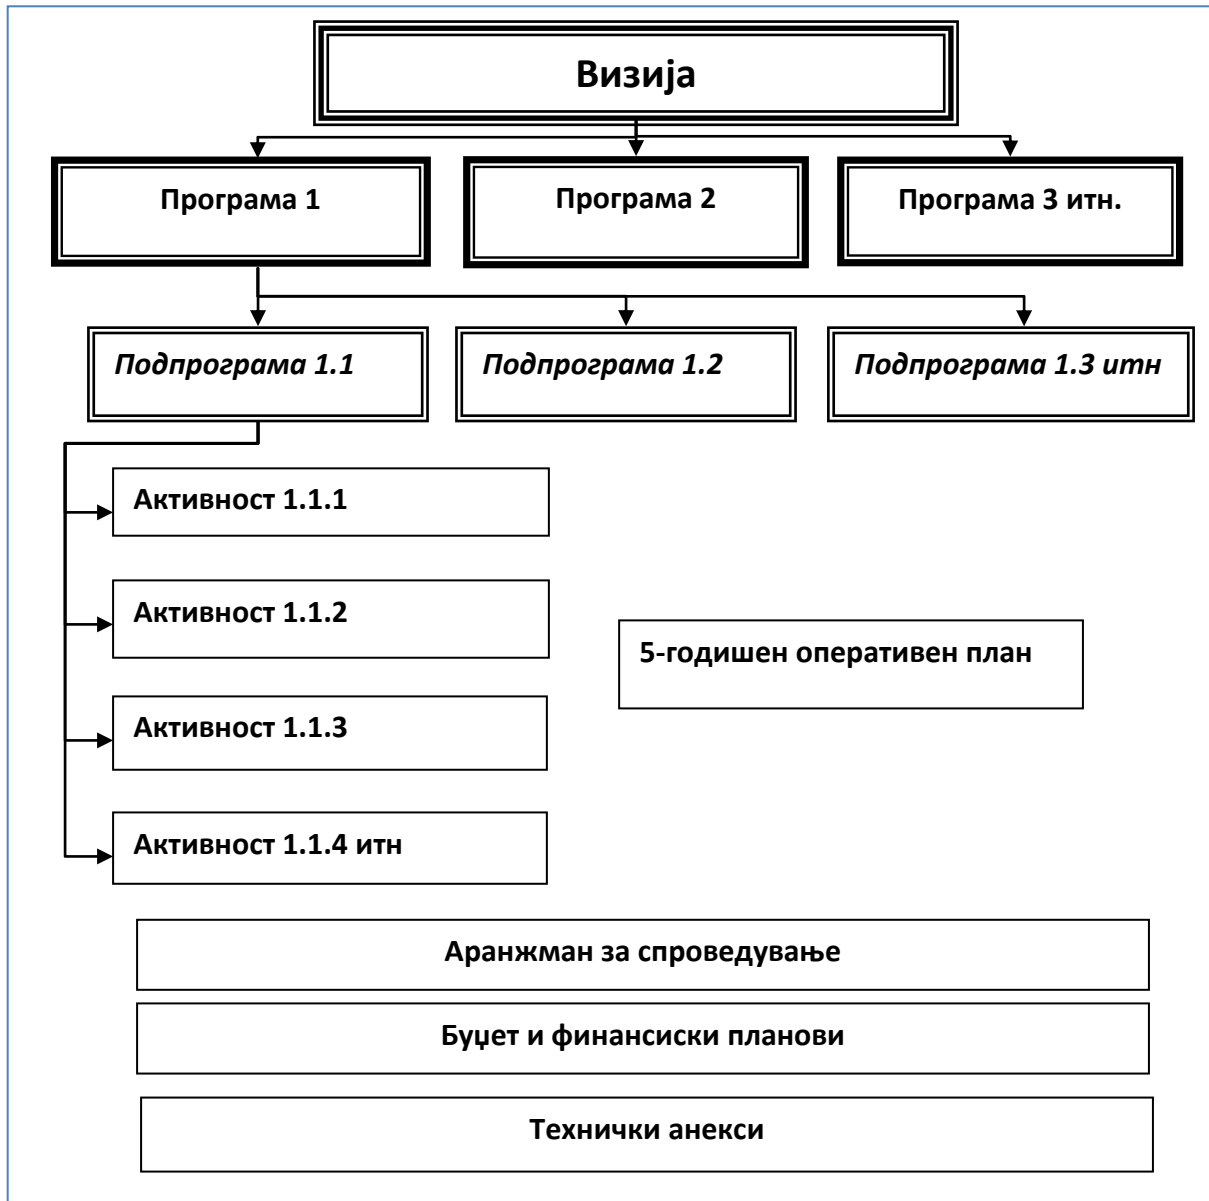 Визија
Програма 1
Програма 2
Програма 3 итн.
Подпрограма 1.1
Подпрограма 1.2
Подпрограма 1.3 итн
Активност 1.1.1
Активност 1.1.2
5-годишен оперативен план
Активност 1.1.3
Активност 1.1.4 итн
Аранжман за спроведување
Буџет и финансиски планови
Технички анекси